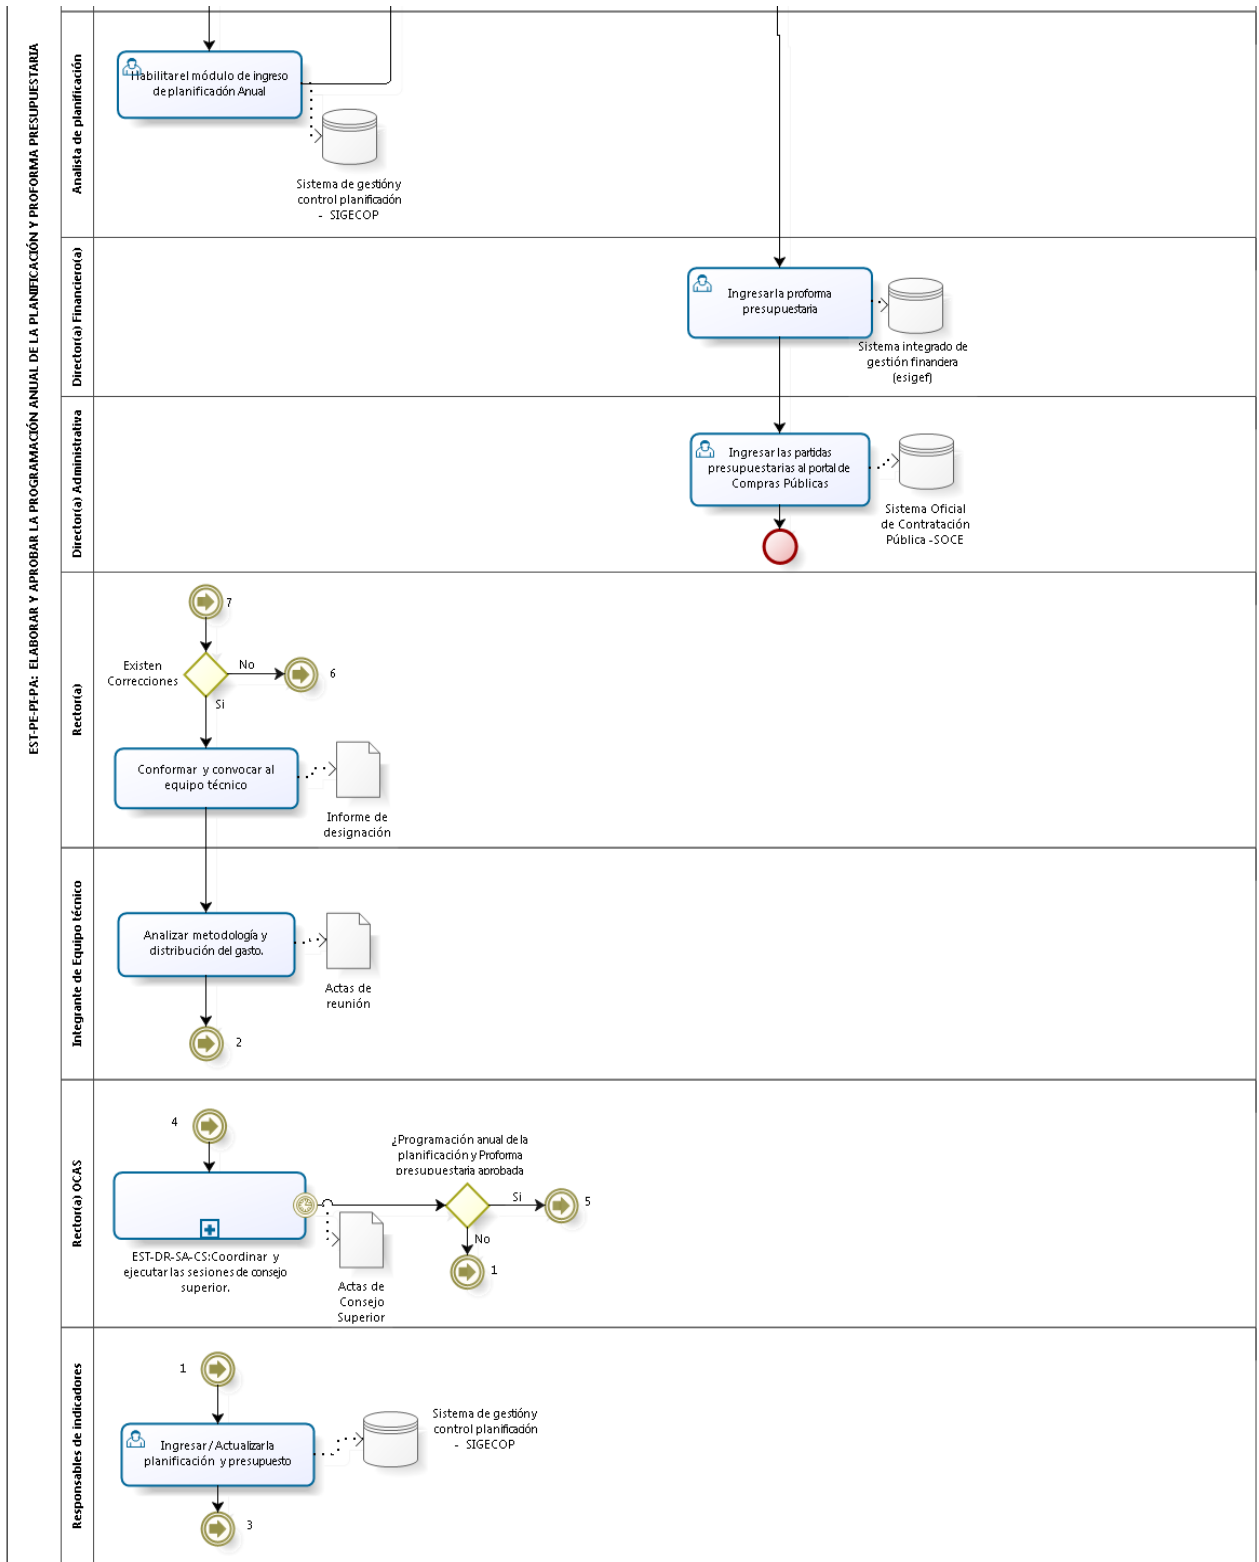 EST-PE-PI-PA: ELABORAR Y APROBAR LA PROGRAMACIÓN ANUAL DE LA PLANIFICACIÓN Y PROFORMA PRESUPUESTARIA
Analista de planificación
Habilitar el módulo de ingreso
de planificación Anual
Sistema de gestión y
control planificación
- SIGECOP
Director(a) Financiero(a)
Ingresar la proforma
presupuestaria
Sistema integrado de
gestión financiera
(esigef)
Director(a) Administrativa
Ingresar las partidas
presupuestarias al portal de
Compras Públicas
Sistema Oficial
de Contratación
Pública -SOCE
Rector(a)
7
Existen
Correcciones
No
6
Si
Conformar y convocar al
equipo técnico
Informe de
designación
Integrante de Equipo técnico
Analizar metodología y
distribución del gasto.
Actas de
reunión
2
Rector(a) OCAS
4
¿Programación anual de la
planificación y Proforma
presupuestaria aprobada
Si
5
No
1
EST-DR-SA-CS:Coordinar y
ejecutar las sesiones de consejo
superior.
Actas de
Consejo
Superior
Responsables de indicadores
1
Ingresar / Actualizar la
planificación y presupuesto
Sistema de gestión y
control planificación
- SIGECOP
3